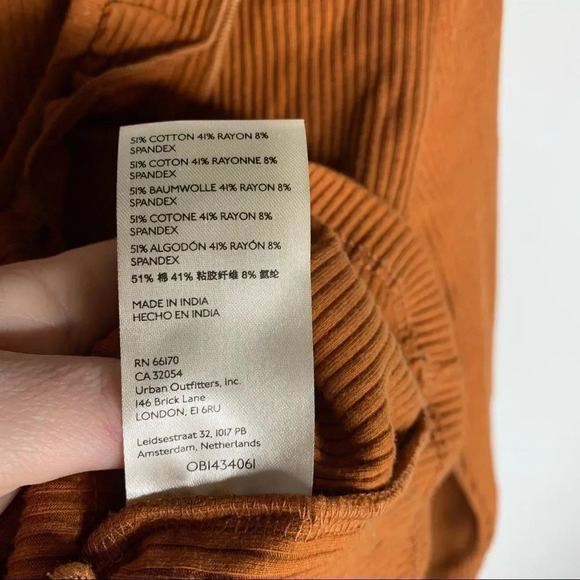 51% COTTON 41% RAYON 8%
SPANDEX
51% COTON 41% RAYONNE 8%
SPANDEX
51% BAUMWOLLE 41% RAYON 8%
SPANDEX
51% COTONE 41% RAYON 8%
SPANDEX
51% ALGODÓN 41% RAYÓN 8%
SPANDEX
51% 棉 41% 粘胶纤维 8% 氨纶
MADE IN INDIA
HECHO EN INDIA
RN 66170
CA 32054
Urban Outfitters, Inc.
146 Brick Lane
LONDON, E1 6RU
Leidsestraat 32, 1017 PB
Amsterdam, Netherlands
OB1434061